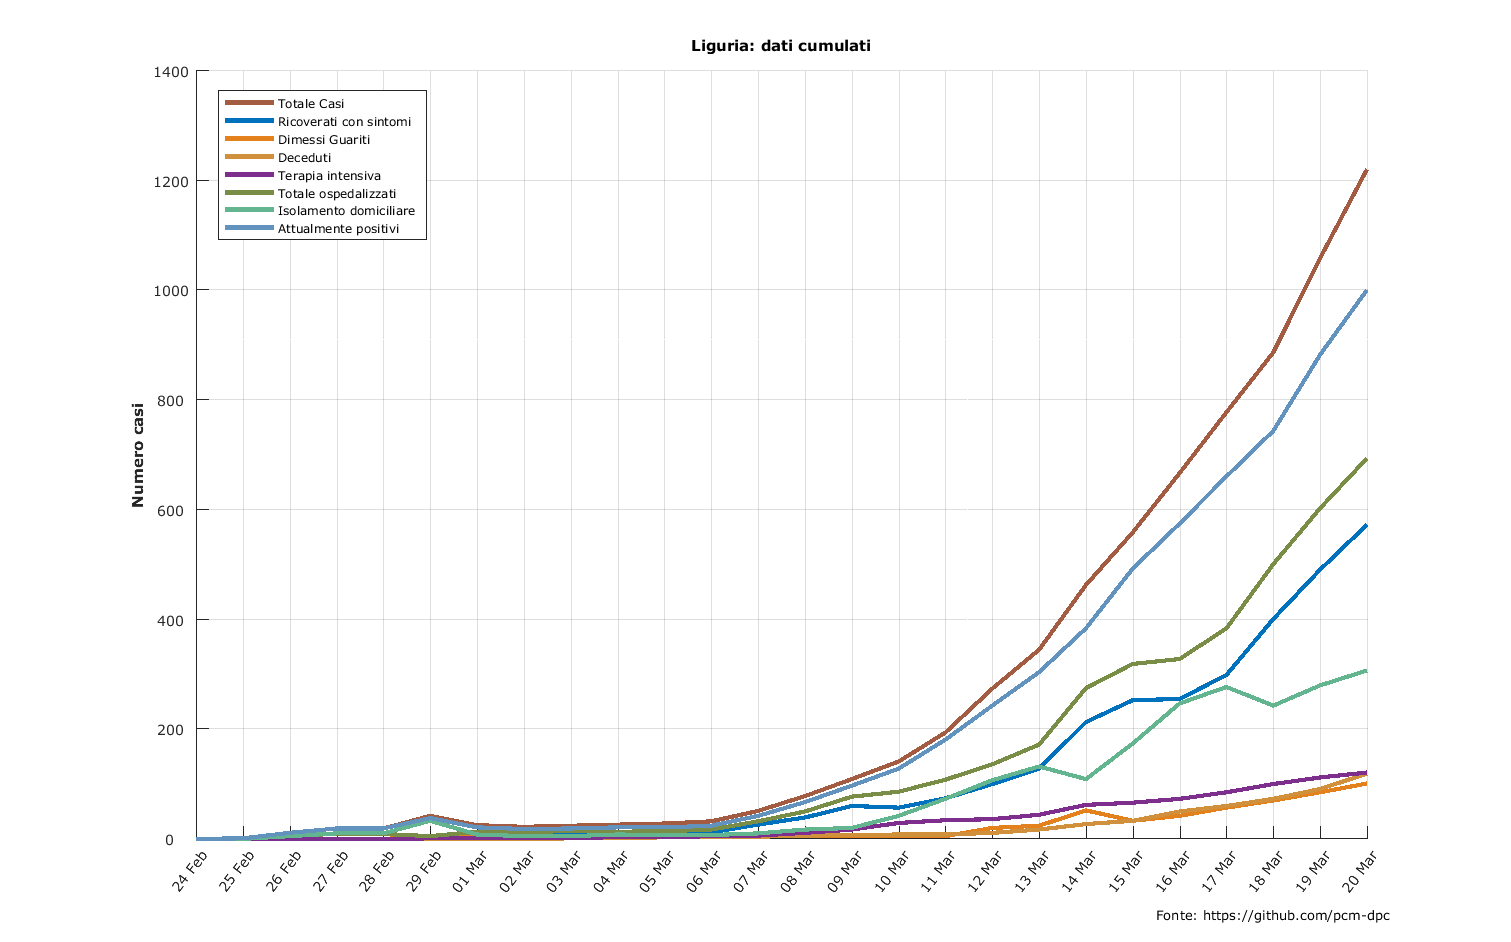 Liguria: dati cumulati
1400
1200
1000
800
600
400
200
0
Numero casi
Totale Casi
Ricoverati con sintomi
Dimessi Guariti
Deceduti
Terapia intensiva
Totale ospedalizzati
Isolamento domiciliare
Attualmente positivi
24 Feb
25 Feb
26 Feb
27 Feb
28 Feb
29 Feb
01 Mar
02 Mar
03 Mar
04 Mar
05 Mar
06 Mar
07 Mar
08 Mar
09 Mar
10 Mar
11 Mar
12 Mar
13 Mar
14 Mar
15 Mar
16 Mar
17 Mar
18 Mar
19 Mar
20 Mar
Fonte: https://github.com/pcm-dpc